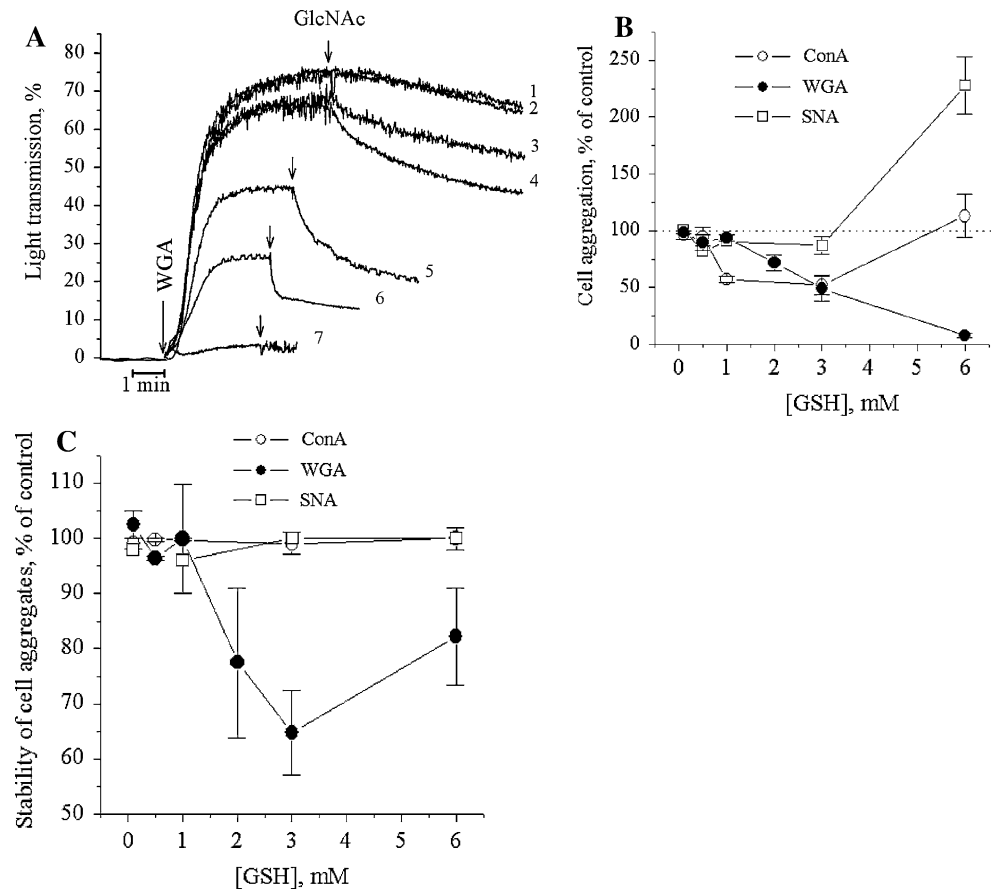 A
GlcNAc
Light transmission, %
80
70
60
50
40
30
20
10
0
WGA
1
2
3
4
5
6
7
1 min
B
ConA
WGA
SNA
Cell aggregation, % of control
250
200
150
100
50
0
0 1 2 3 4 5 6
[GSH], mM
C
ConA
WGA
SNA
Stability of cell aggregates, % of control
110
100
90
80
70
60
50
0 1 2 3 4 5 6
[GSH], mM